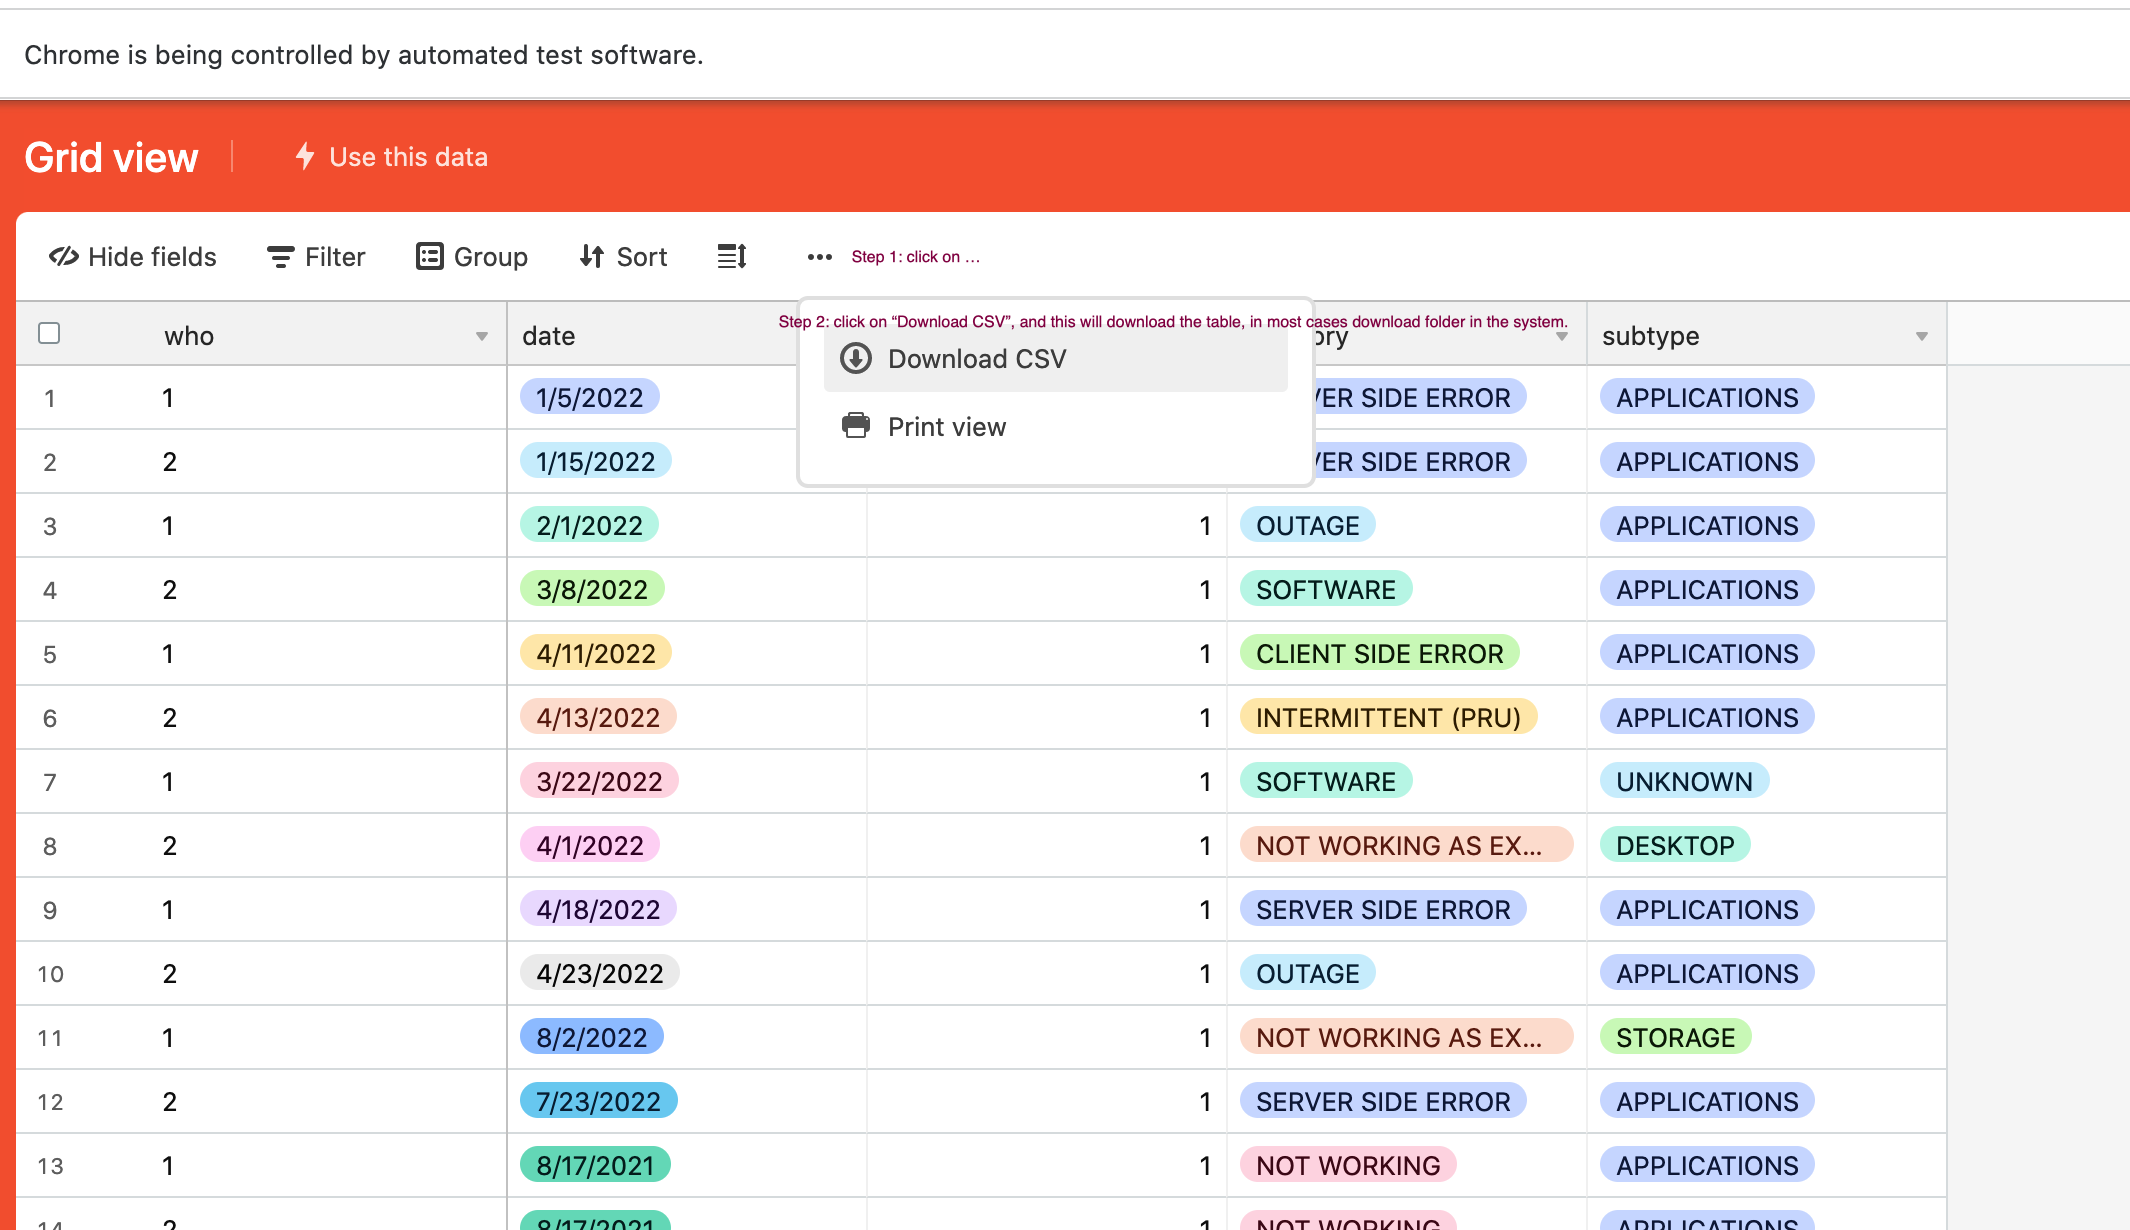 Chrome is being controlled by automated test software.
Grid view Use this data
Hide fields Filter Group Sort ... Step 1: click on …
Step 2: click on “Download CSV”, and this will download the table, in most cases download folder in the system.
who date ory subtype
Download CSV
Print view
1 1 1/5/2022 VER SIDE ERROR APPLICATIONS
2 2 1/15/2022 VER SIDE ERROR APPLICATIONS
3 1 2/1/2022 1 OUTAGE APPLICATIONS
4 2 3/8/2022 1 SOFTWARE APPLICATIONS
5 1 4/11/2022 1 CLIENT SIDE ERROR APPLICATIONS
6 2 4/13/2022 1 INTERMITTENT (PRU) APPLICATIONS
7 1 3/22/2022 1 SOFTWARE UNKNOWN
8 2 4/1/2022 1 NOT WORKING AS EX... DESKTOP
9 1 4/18/2022 1 SERVER SIDE ERROR APPLICATIONS
10 2 4/23/2022 1 OUTAGE APPLICATIONS
11 1 8/2/2022 1 NOT WORKING AS EX... STORAGE
12 2 7/23/2022 1 SERVER SIDE ERROR APPLICATIONS
13 1 8/17/2021 1 NOT WORKING APPLICATIONS
14 2 8/17/2021 1 NOT WORKING APPLICATIONS